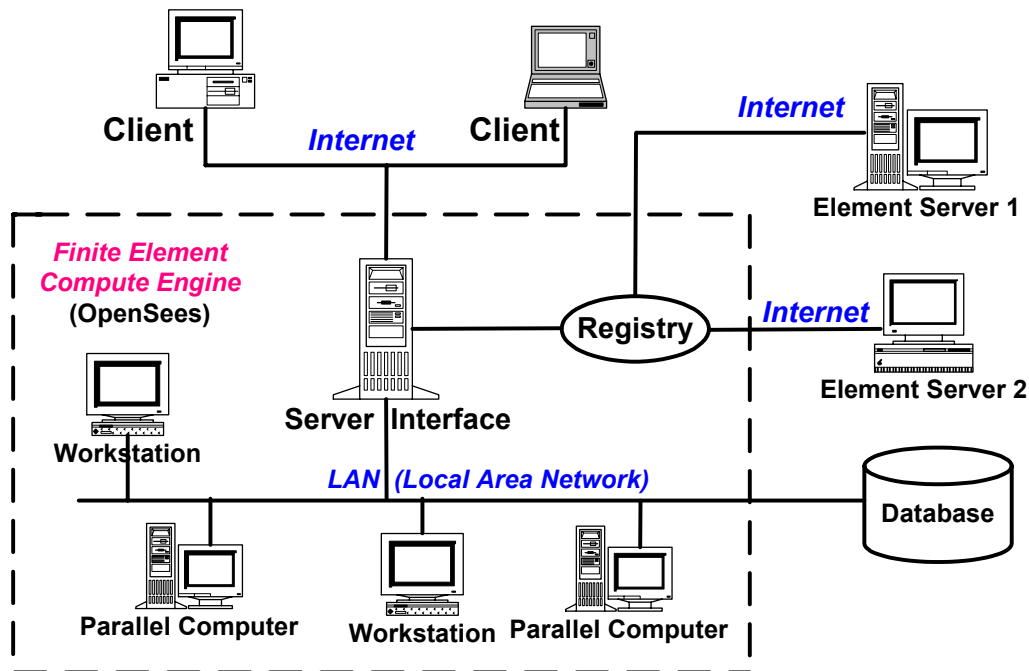 Client
Internet
Client
Internet
Element Server 1
Finite Element
Compute Engine
(OpenSees)
Registry
Internet
Element Server 2
Server Interface
Workstation
LAN (Local Area Network)
Database
Parallel Computer
Workstation
Parallel Computer